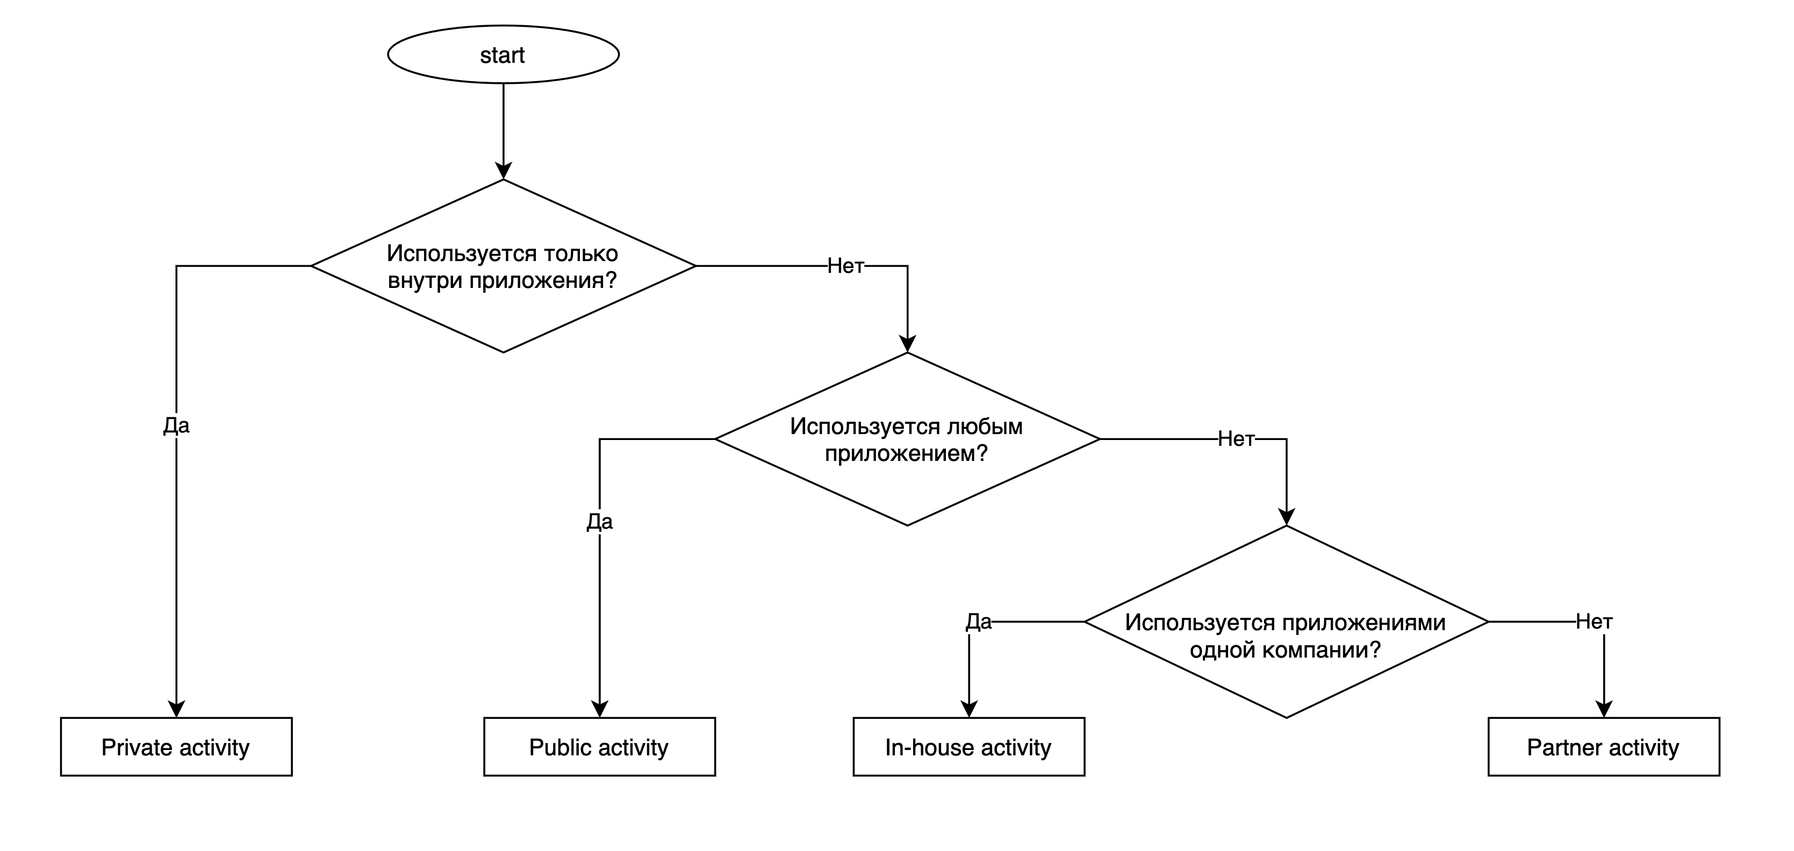 start
Используется только
внутри приложения?
Нет
Да
Используется любым
приложением?
Нет
Да
Используется приложениями
одной компании?
Да
Нет
Private activity
Public activity
In-house activity
Partner activity